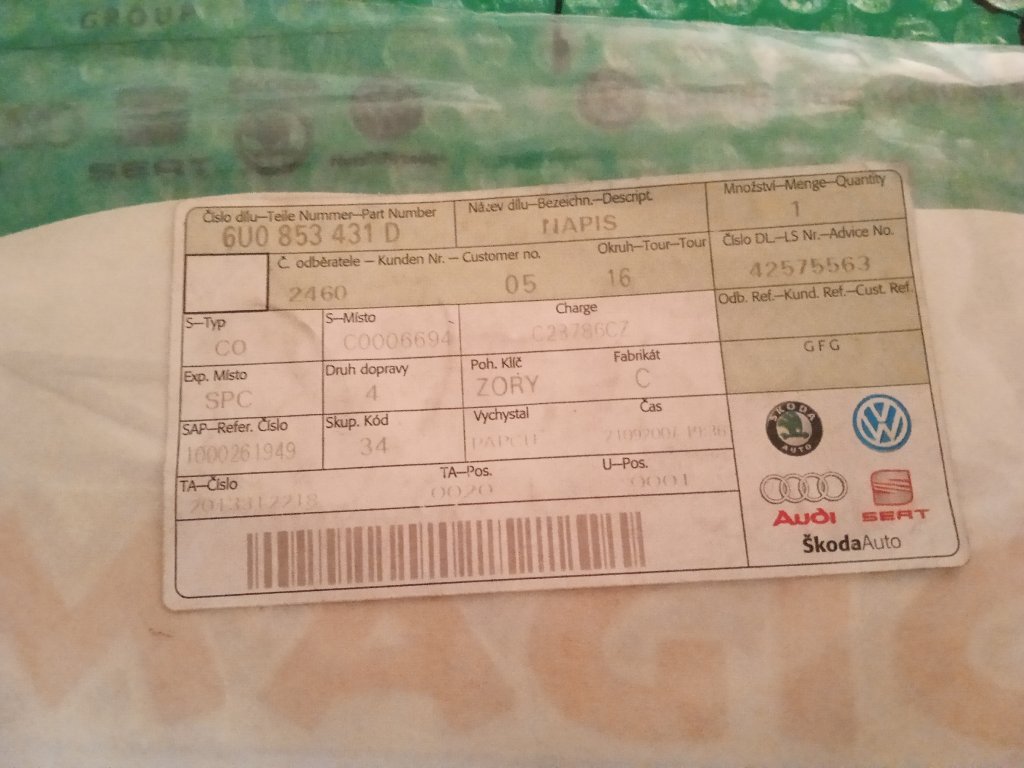 GROUP
SEAT
Číslo dílu–Teile Nummer–Part Number
6U0 853 431 D
Název dílu–Bezeichn.–Descript.
NAPIS
Množství–Menge–Quantity
1
Č. odběratele – Kunden Nr. – Customer no.
2460
05
Okruh–Tour–Tour
16
Číslo DL.–LS Nr.–Advice No.
42575563
S–Typ
CO
S–Místo
C0006694
Charge
C23786C7
Odb. Ref.–Kund. Ref.–Cust. Ref.
GFG
Exp. Místo
SPC
Druh dopravy
4
Poh. Klíč
ZORY
Fabrikát
C
SAP–Refer. Číslo
1000261949
Skup. Kód
34
Vychystal
Čas
TA–Číslo
TA–Pos.
0020
U–Pos.
0001
ŠKODA
AUTO
Audi
SEAT
ŠkodaAuto
MAGIC